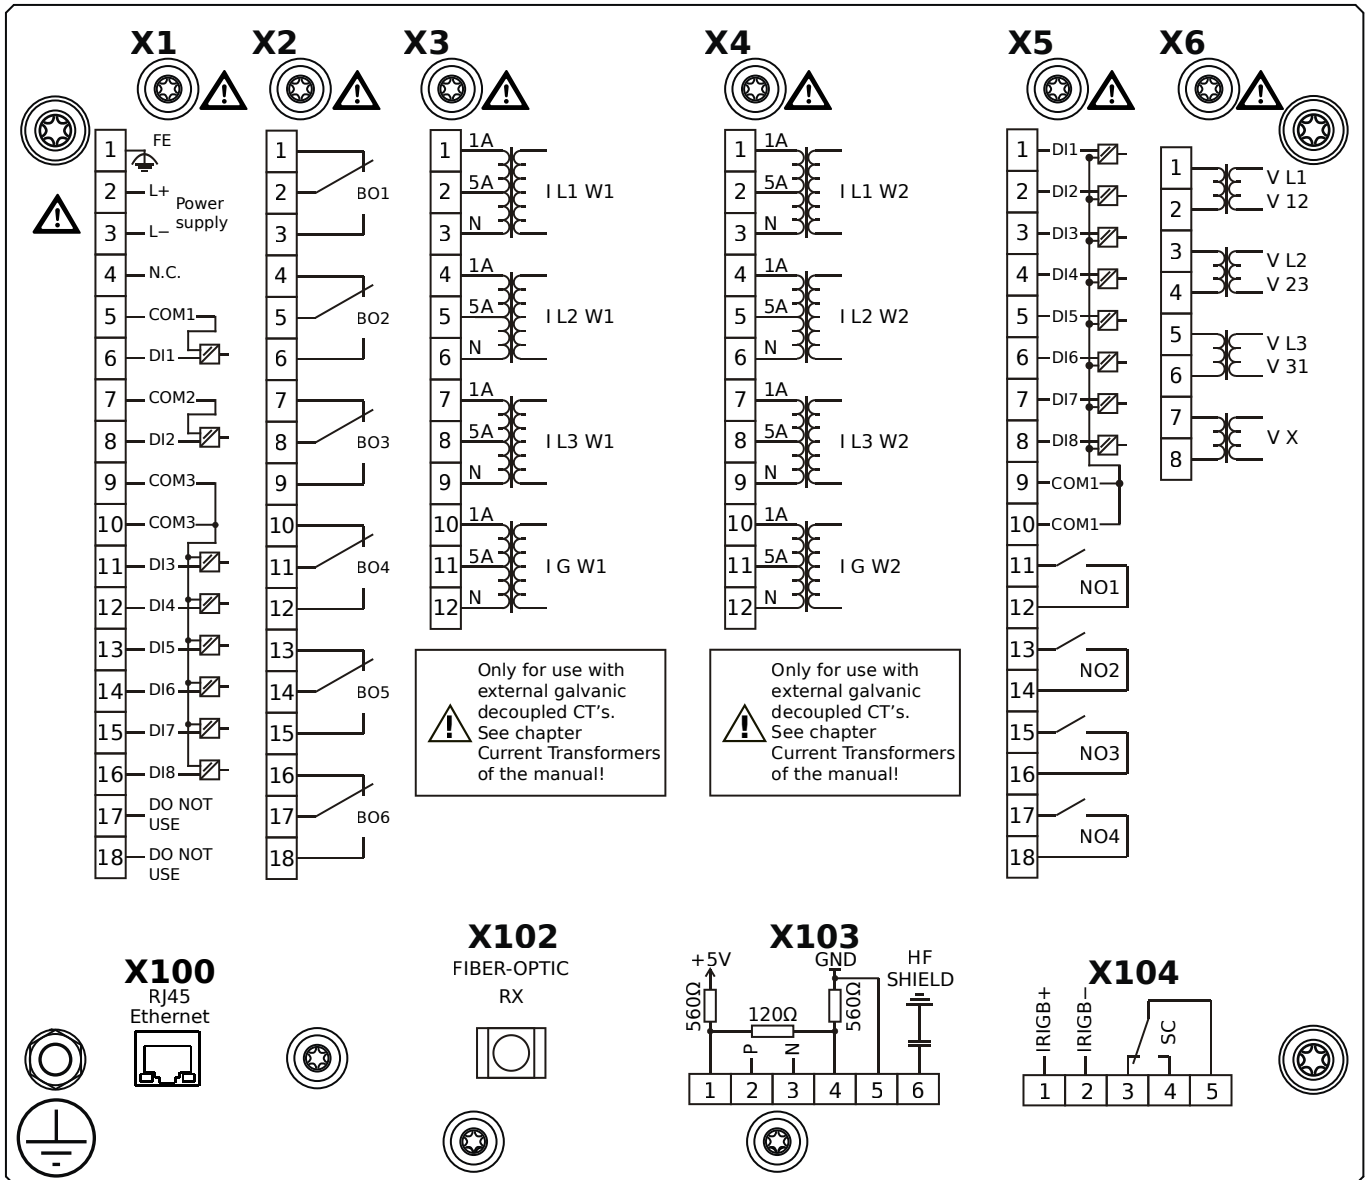 X1 X2 X3 X4 X5 X6
1 FE
2 L+ Power
3 L− supply
4 N.C.
5 COM1
6 DI1
7 COM2
8 DI2
9 COM3
10 COM3
11 DI3
12 DI4
13 DI5
14 DI6
15 DI7
16 DI8
17 DO NOT
USE
18 DO NOT
USE
1
2 BO1
3
4
5 BO2
6
7
8 BO3
9
10
11 BO4
12
13
14 BO5
15
16
17 BO6
18
1 1A
2 5A I L1 W1
3 N
4 1A
5 5A I L2 W1
6 N
7 1A
8 5A I L3 W1
9 N
10 1A
11 5A I G W1
12 N
Only for use with
external galvanic
decoupled CT's.
See chapter
Current Transformers
of the manual!
1 1A
2 5A I L1 W2
3 N
4 1A
5 5A I L2 W2
6 N
7 1A
8 5A I L3 W2
9 N
10 1A
11 5A I G W2
12 N
Only for use with
external galvanic
decoupled CT's.
See chapter
Current Transformers
of the manual!
1 DI1
2 DI2
3 DI3
4 DI4
5 DI5
6 DI6
7 DI7
8 DI8
9 COM1
10 COM1
11
NO1
12
13
NO2
14
15
NO3
16
17
NO4
18
1 V L1
2 V 12
3 V L2
4 V 23
5 V L3
6 V 31
7
V X
8
X100
RJ45
Ethernet
X102
FIBER-OPTIC
RX
X103
+5V GND HF
SHIELD
560Ω 120Ω 560Ω
P N
1 2 3 4 5 6
X104
IRIGB+ IRIGB− SC
1 2 3 4 5